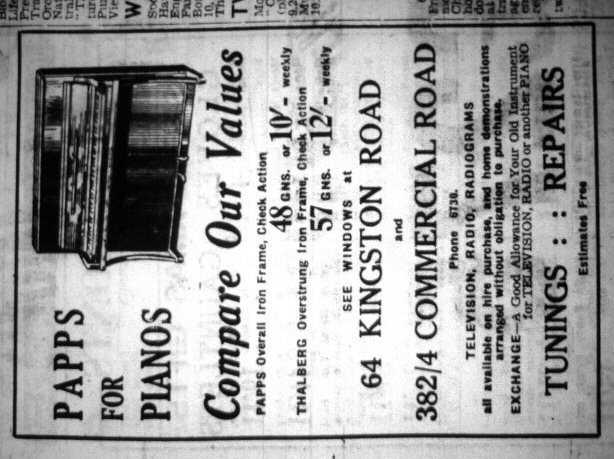 PAPPS
FOR
PIANOS
Compare Our Values
PAPPS Overall Iron Frame, Check Action
48 GNS. or 10/- weekly
THALBERG Overstrung Iron Frame, Check Action
57 GNS. or 12/- weekly
SEE WINDOWS at
64 KINGSTON ROAD
and
382/4 COMMERCIAL ROAD
Phone 6730.
TELEVISION, RADIO, RADIOGRAMS
all available on hire purchase, and home demonstrations
arranged without obligation to purchase.
EXCHANGE—A Good Allowance for Your Old Instrument
for TELEVISION, RADIO or another PIANO
TUNINGS : : REPAIRS
Estimates Free